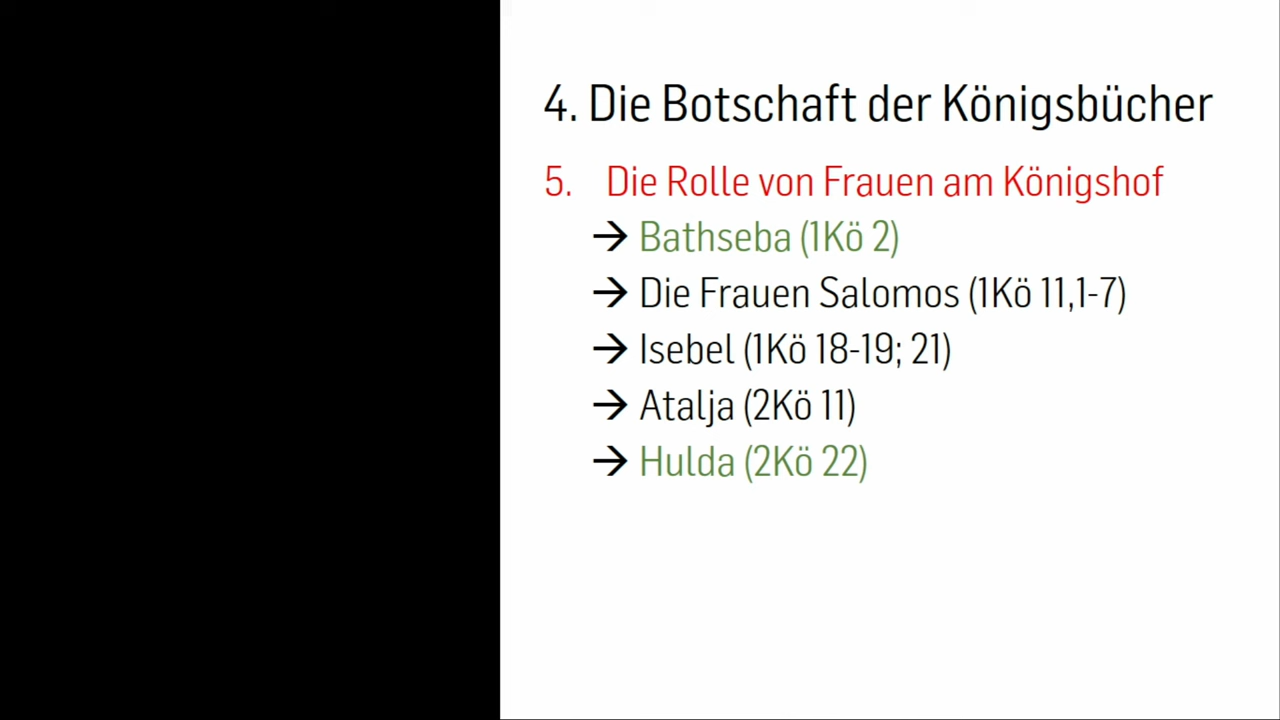 4. Die Botschaft der Königsbücher
5. Die Rolle von Frauen am Königshof
→ Bathseba (1Kö 2)
→ Die Frauen Salomos (1Kö 11,1-7)
→ Isebel (1Kö 18-19; 21)
→ Atalja (2Kö 11)
→ Hulda (2Kö 22)